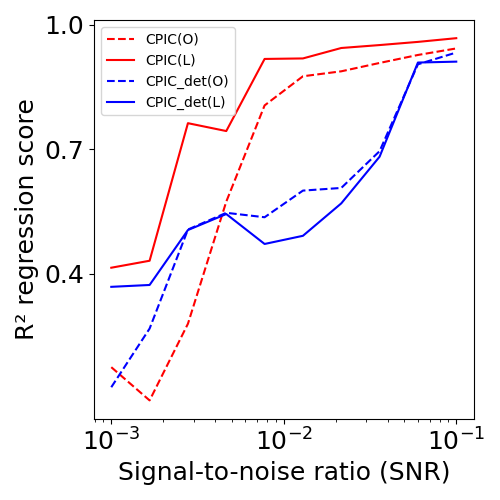 1.0
0.7
0.4
R² regression score
CPIC(O)
CPIC(L)
CPIC_det(O)
CPIC_det(L)
10⁻³
10⁻²
10⁻¹
Signal-to-noise ratio (SNR)